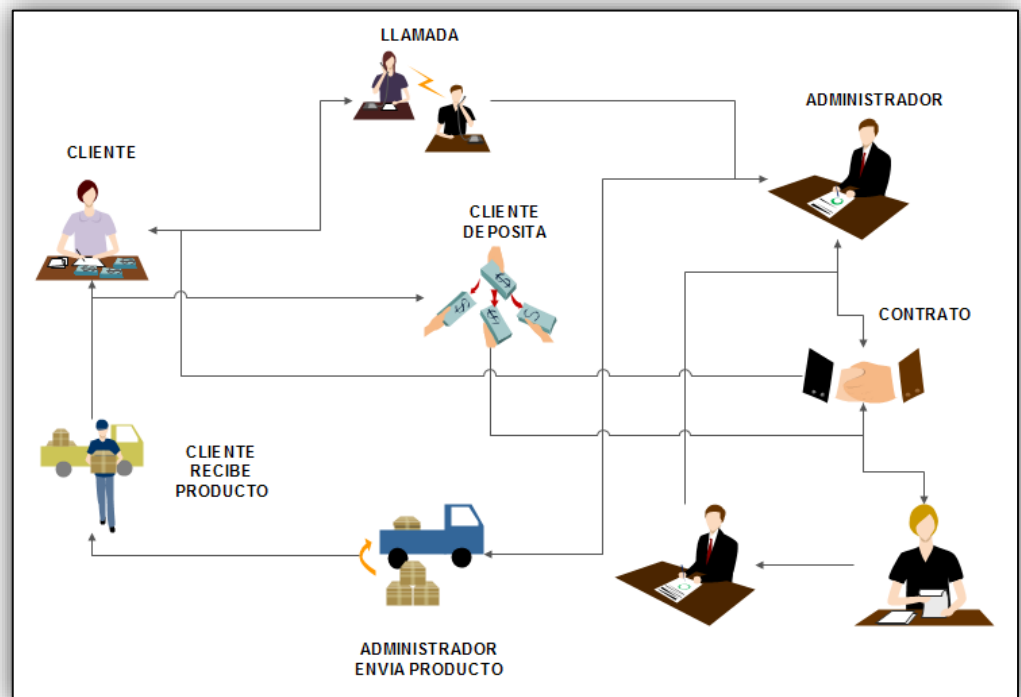 LLAMADA
ADMINISTRADOR
CLIENTE
CLIENTE
DEPOSITA
CONTRATO
CLIENTE
RECIBE
PRODUCTO
ADMINISTRADOR
ENVIA PRODUCTO